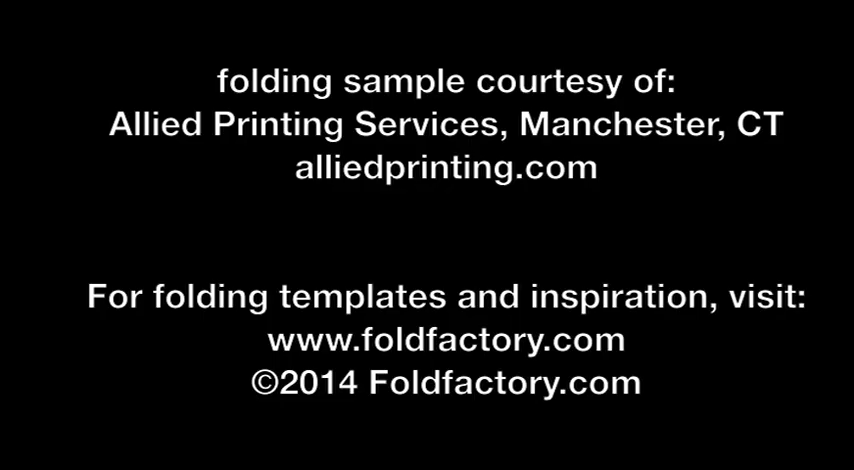 folding sample courtesy of:
Allied Printing Services, Manchester, CT
alliedprinting.com
For folding templates and inspiration, visit:
www.foldfactory.com
©2014 Foldfactory.com